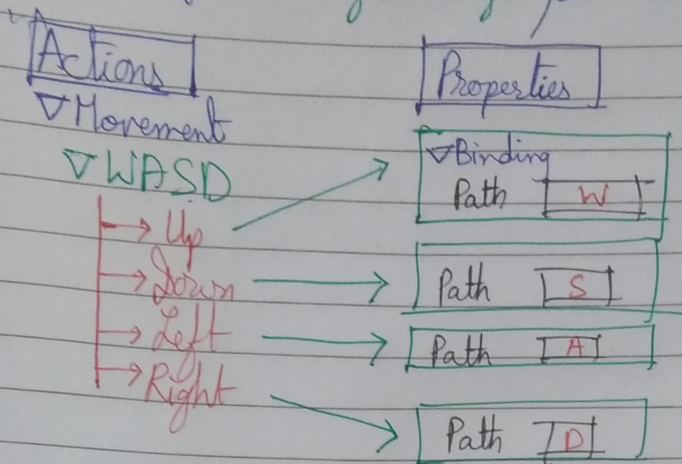 Actions
Properties
▽ Movement
▽ WASD
▽ Binding
Up
Path W
Down
Path S
Left
Path A
Right
Path D